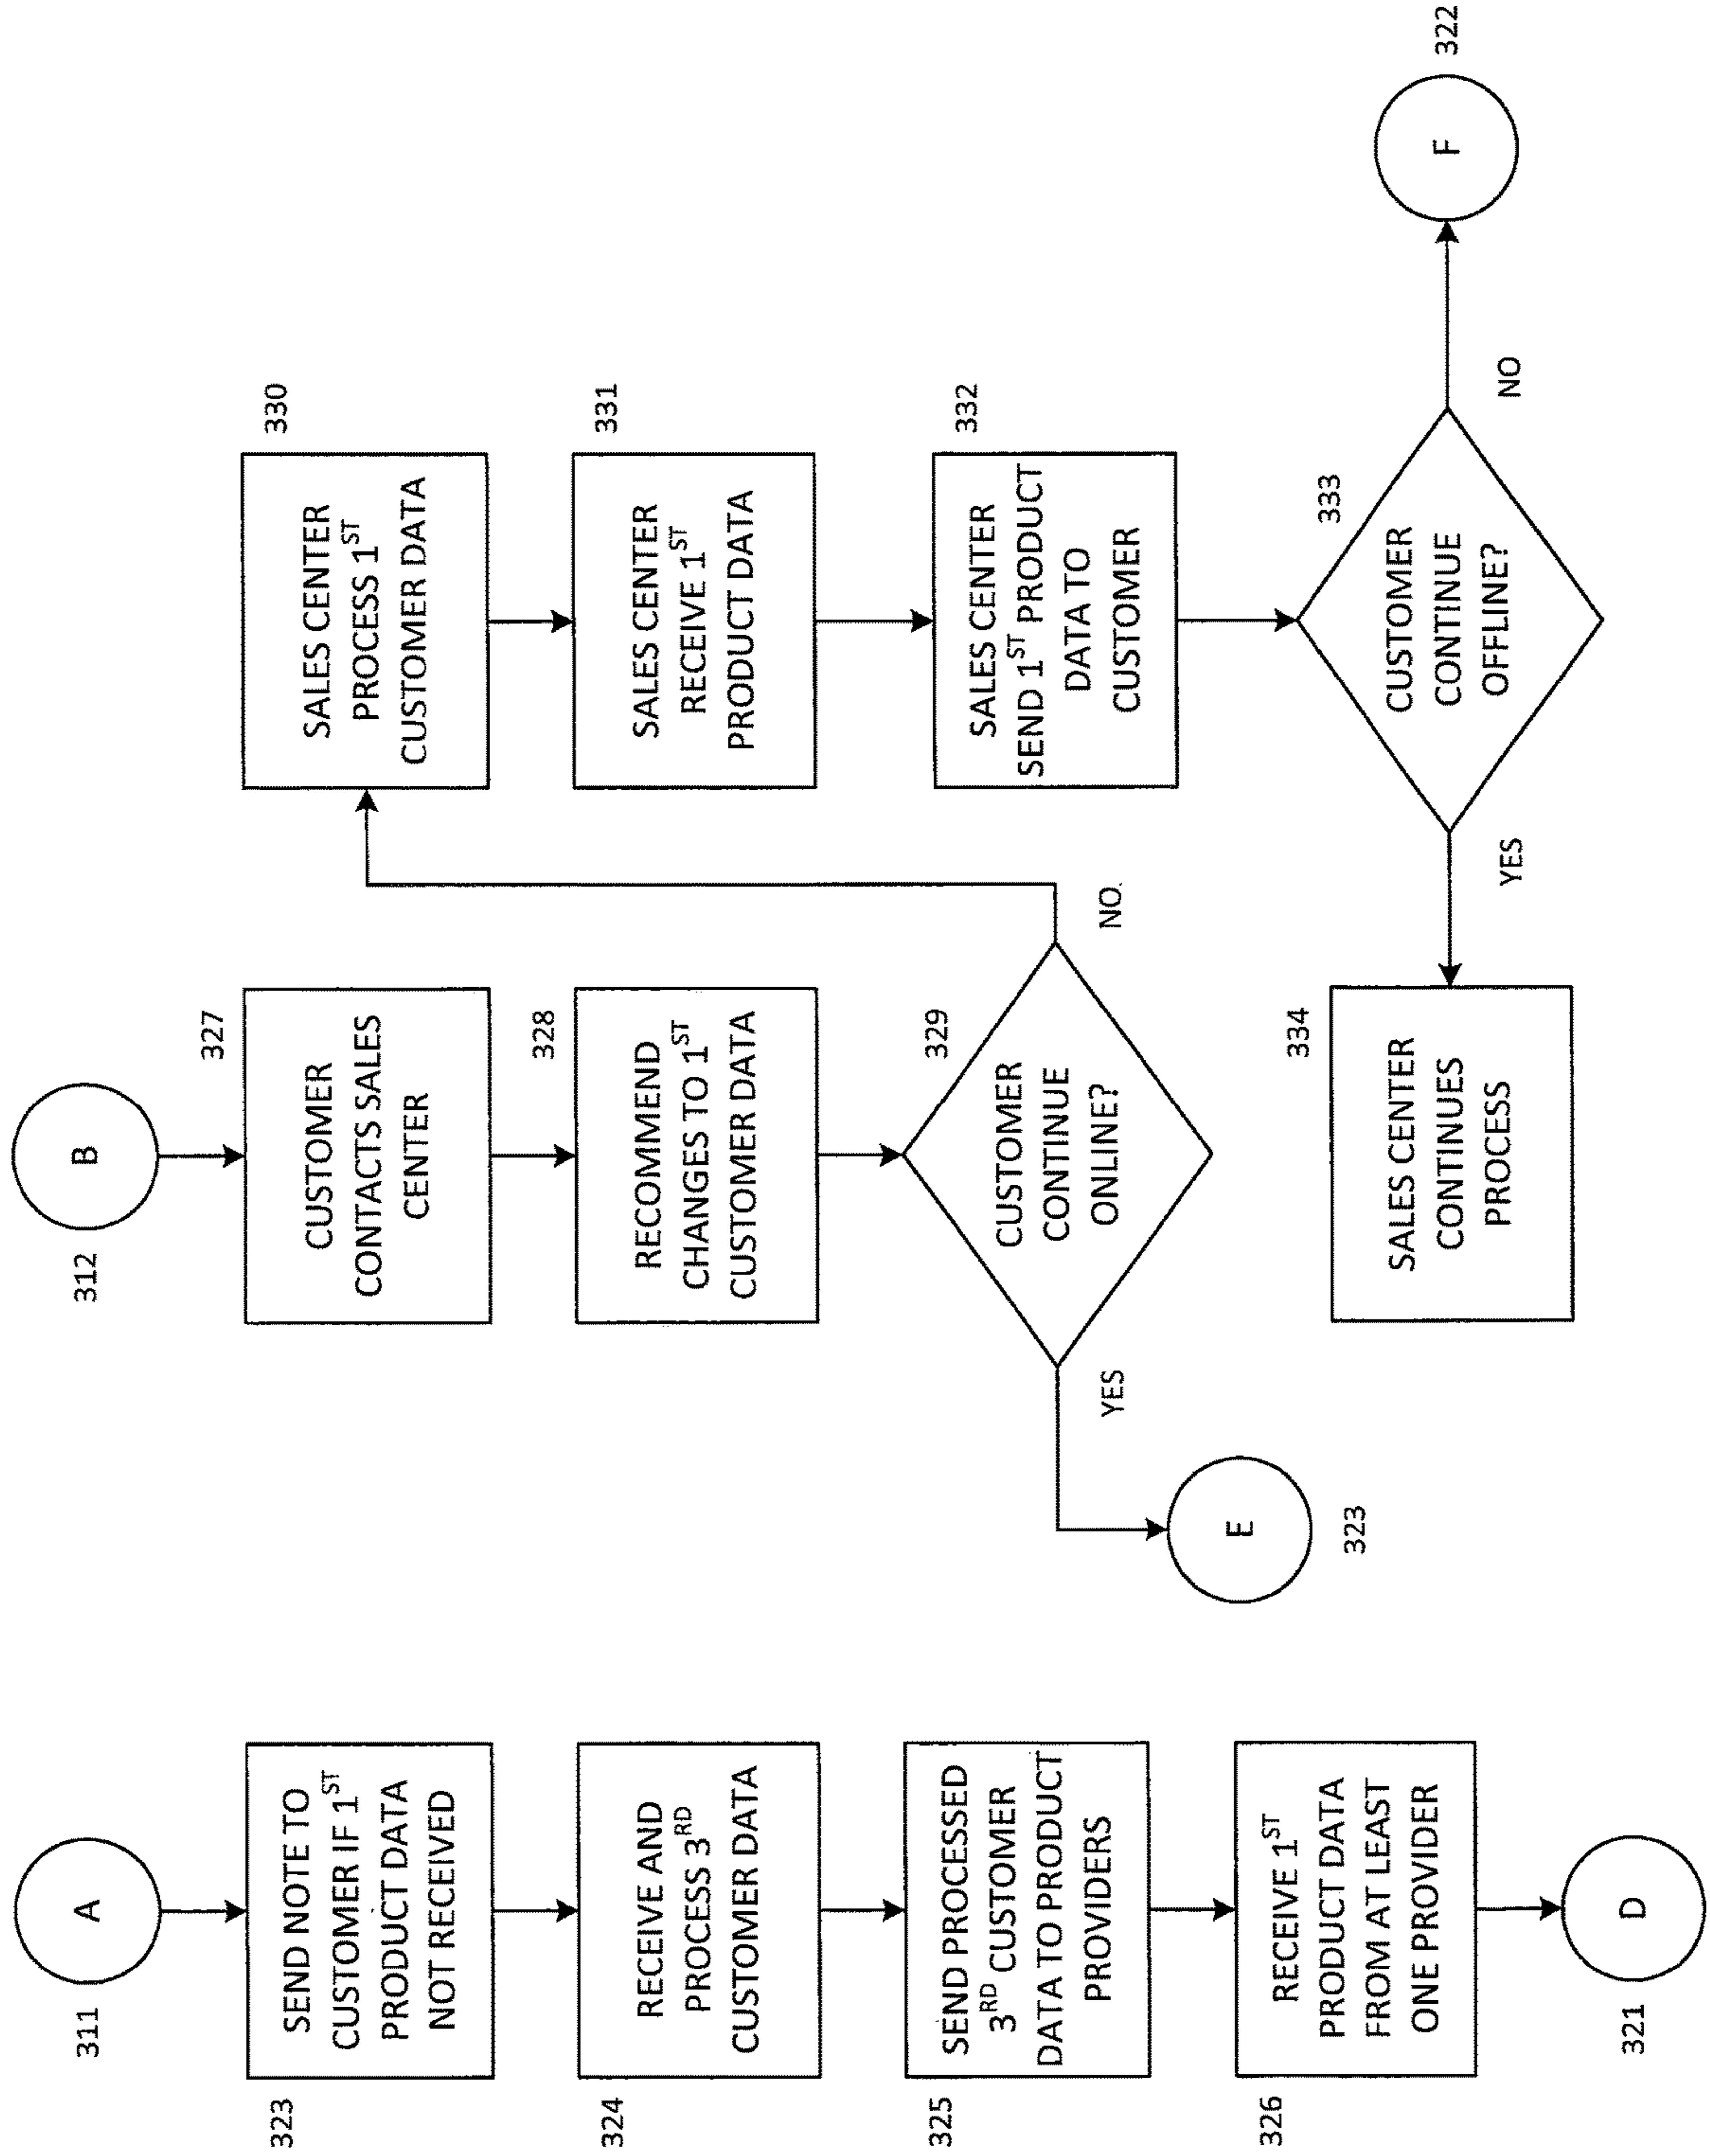 311
A
323
SEND NOTE TO
CUSTOMER IF 1ST
PRODUCT DATA
NOT RECEIVED
324
RECEIVE AND
PROCESS 3RD
CUSTOMER DATA
325
SEND PROCESSED
3RD CUSTOMER
DATA TO PRODUCT
PROVIDERS
326
RECEIVE 1ST
PRODUCT DATA
FROM AT LEAST
ONE PROVIDER
321
D
312
B
327
CUSTOMER
CONTACTS SALES
CENTER
328
RECOMMEND
CHANGES TO 1ST
CUSTOMER DATA
329
CUSTOMER
CONTINUE
ONLINE?
YES
NO
E
323
330
SALES CENTER
PROCESS 1ST
CUSTOMER DATA
331
SALES CENTER
RECEIVE 1ST
PRODUCT DATA
332
SALES CENTER
SEND 1ST PRODUCT
DATA TO
CUSTOMER
333
CUSTOMER
CONTINUE
OFFLINE?
YES
NO
334
SALES CENTER
CONTINUES
PROCESS
F
322